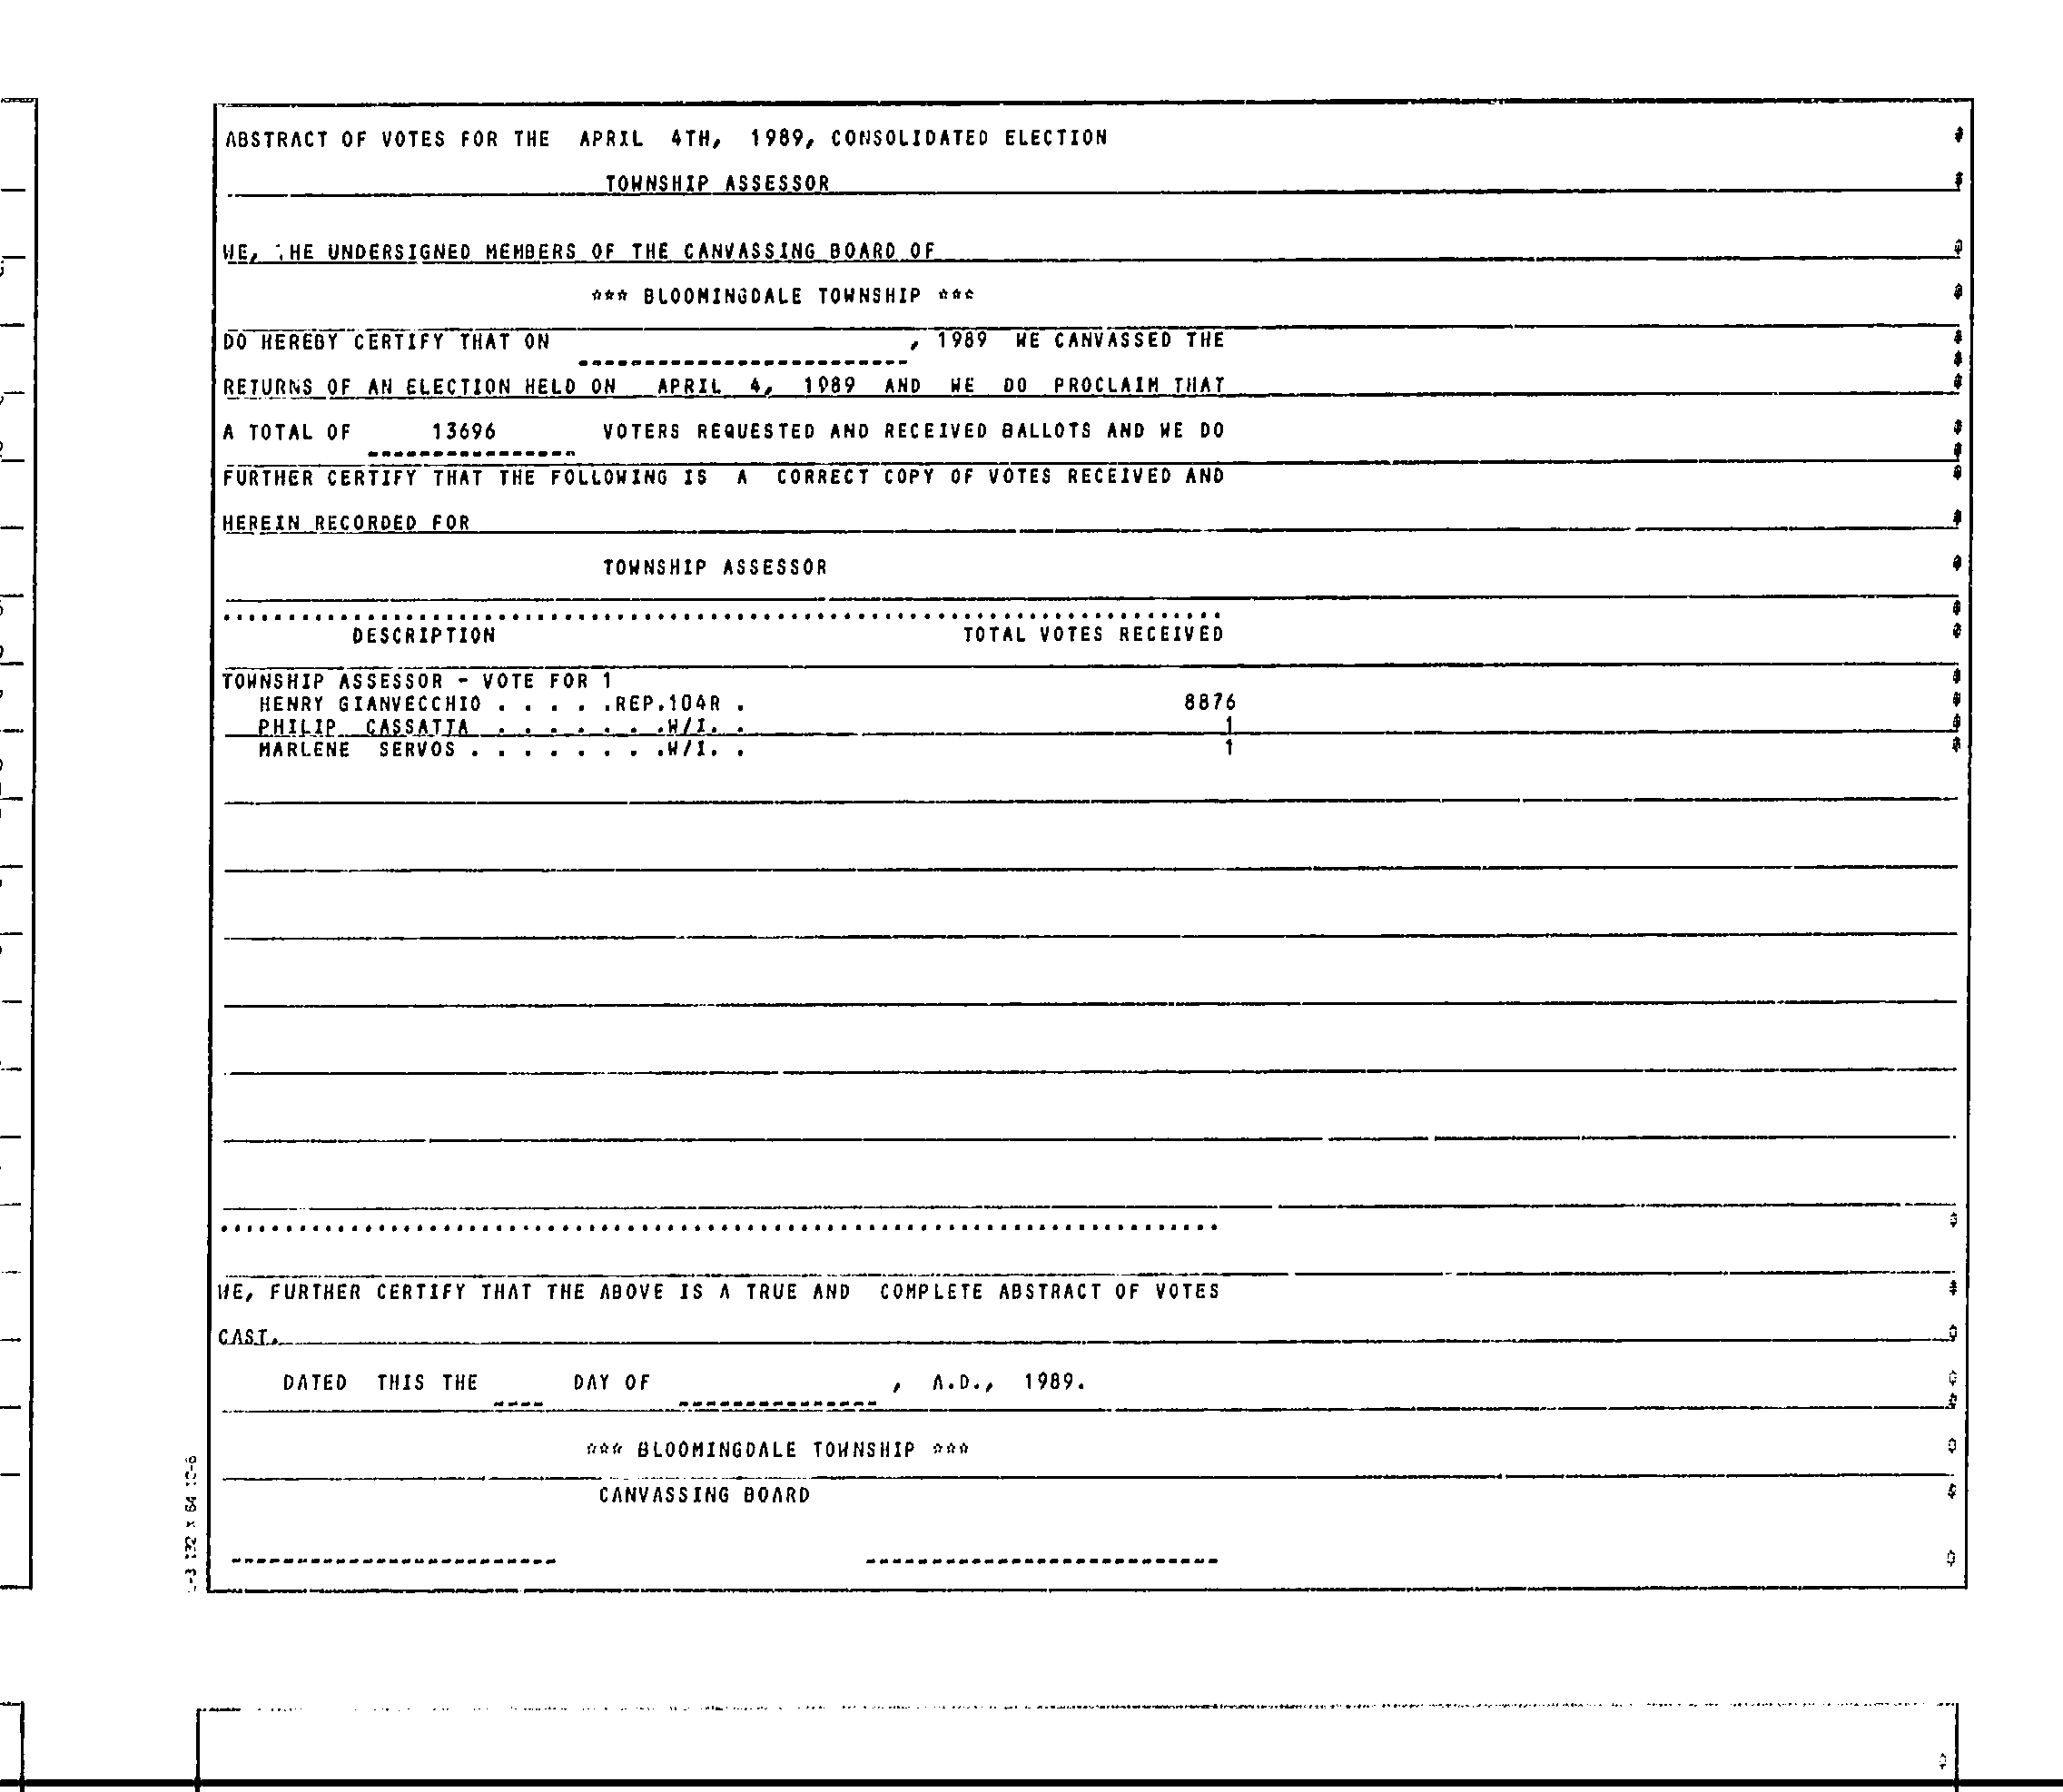 ABSTRACT OF VOTES FOR THE APRIL 4TH, 1989, CONSOLIDATED ELECTION
TOWNSHIP ASSESSOR
WE, THE UNDERSIGNED MEMBERS OF THE CANVASSING BOARD OF
*** BLOOMINGDALE TOWNSHIP ***
DO HEREBY CERTIFY THAT ON , 1989 WE CANVASSED THE
RETURNS OF AN ELECTION HELD ON APRIL 4, 1989 AND WE DO PROCLAIM THAT
A TOTAL OF 13696 VOTERS REQUESTED AND RECEIVED BALLOTS AND WE DO
FURTHER CERTIFY THAT THE FOLLOWING IS A CORRECT COPY OF VOTES RECEIVED AND
HEREIN RECORDED FOR
TOWNSHIP ASSESSOR
DESCRIPTION TOTAL VOTES RECEIVED
TOWNSHIP ASSESSOR - VOTE FOR 1
HENRY GIANVECCHIO . . . . .REP.104R . 8876
PHILIP CASSATTA . . . . . . .W/I. . 1
MARLENE SERVOS . . . . . . . .W/I. . 1
WE, FURTHER CERTIFY THAT THE ABOVE IS A TRUE AND COMPLETE ABSTRACT OF VOTES
CAST.
DATED THIS THE DAY OF , A.D., 1989.
*** BLOOMINGDALE TOWNSHIP ***
CANVASSING BOARD